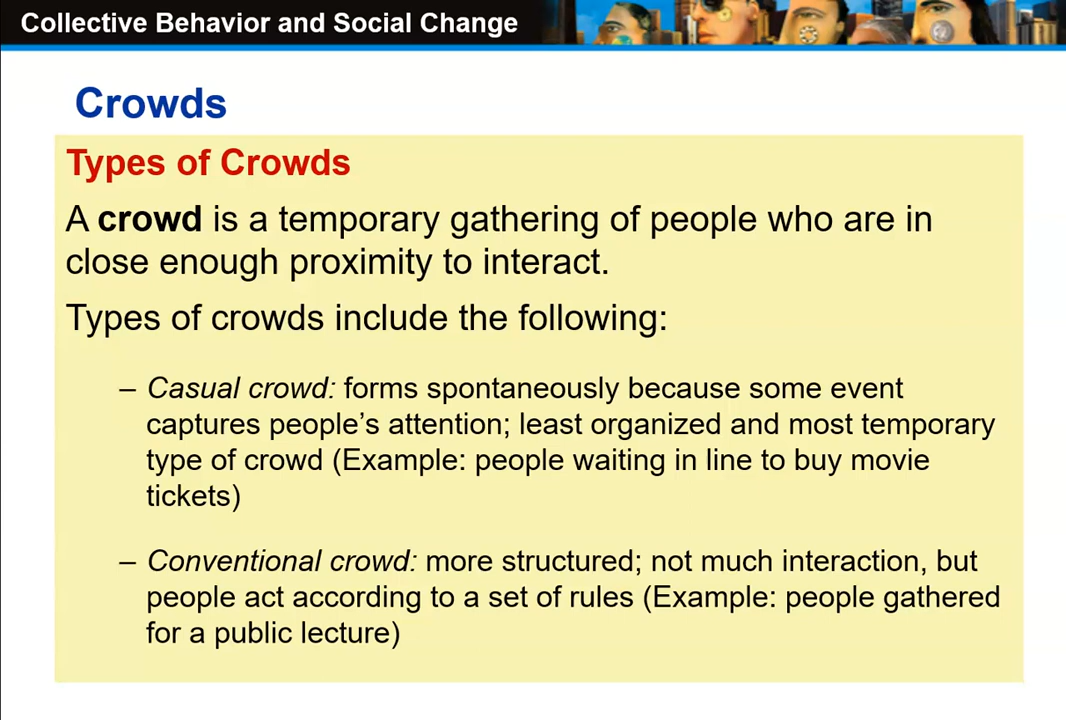 Collective Behavior and Social Change
Crowds
Types of Crowds
A crowd is a temporary gathering of people who are in
close enough proximity to interact.
Types of crowds include the following:
– Casual crowd: forms spontaneously because some event
captures people’s attention; least organized and most temporary
type of crowd (Example: people waiting in line to buy movie
tickets)
– Conventional crowd: more structured; not much interaction, but
people act according to a set of rules (Example: people gathered
for a public lecture)